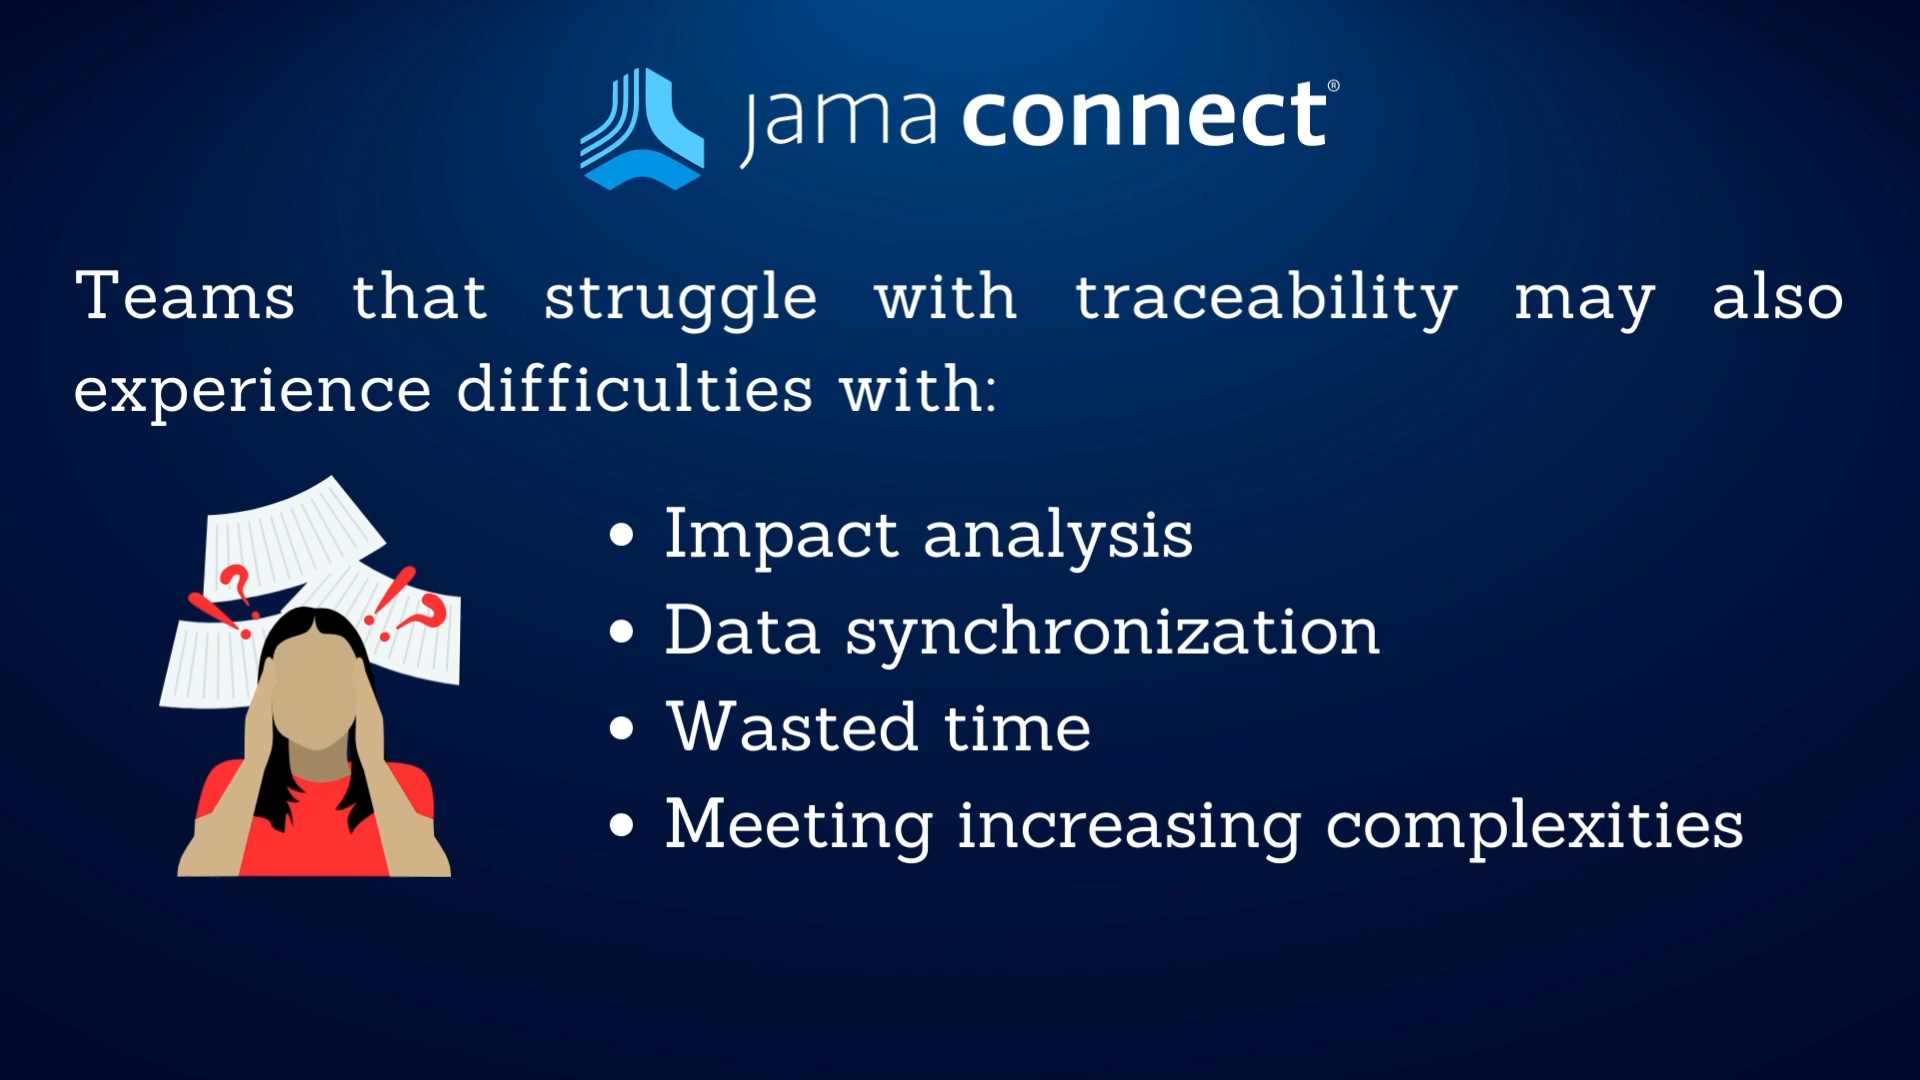 jama connect®
Teams that struggle with traceability may also
experience difficulties with:
? ! ! ?
• Impact analysis
• Data synchronization
• Wasted time
• Meeting increasing complexities